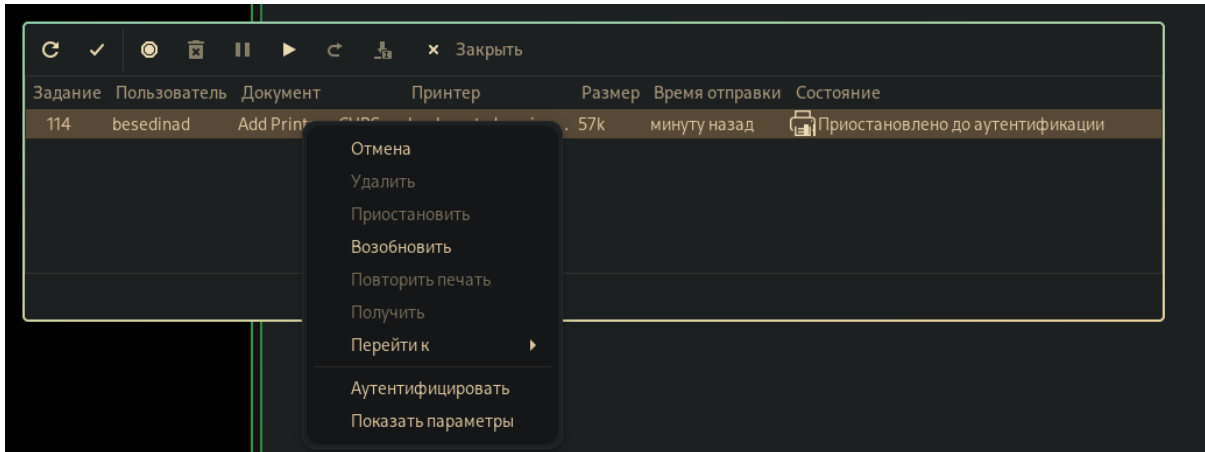 Закрыть
Задание Пользователь Документ Принтер Размер Время отправки Состояние
114 besedinad Add 57k минуту назад Приостановлено до аутентификации
Отмена
Удалить
Приостановить
Возобновить
Повторить печать
Получить
Перейти к
Аутентифицировать
Показать параметры